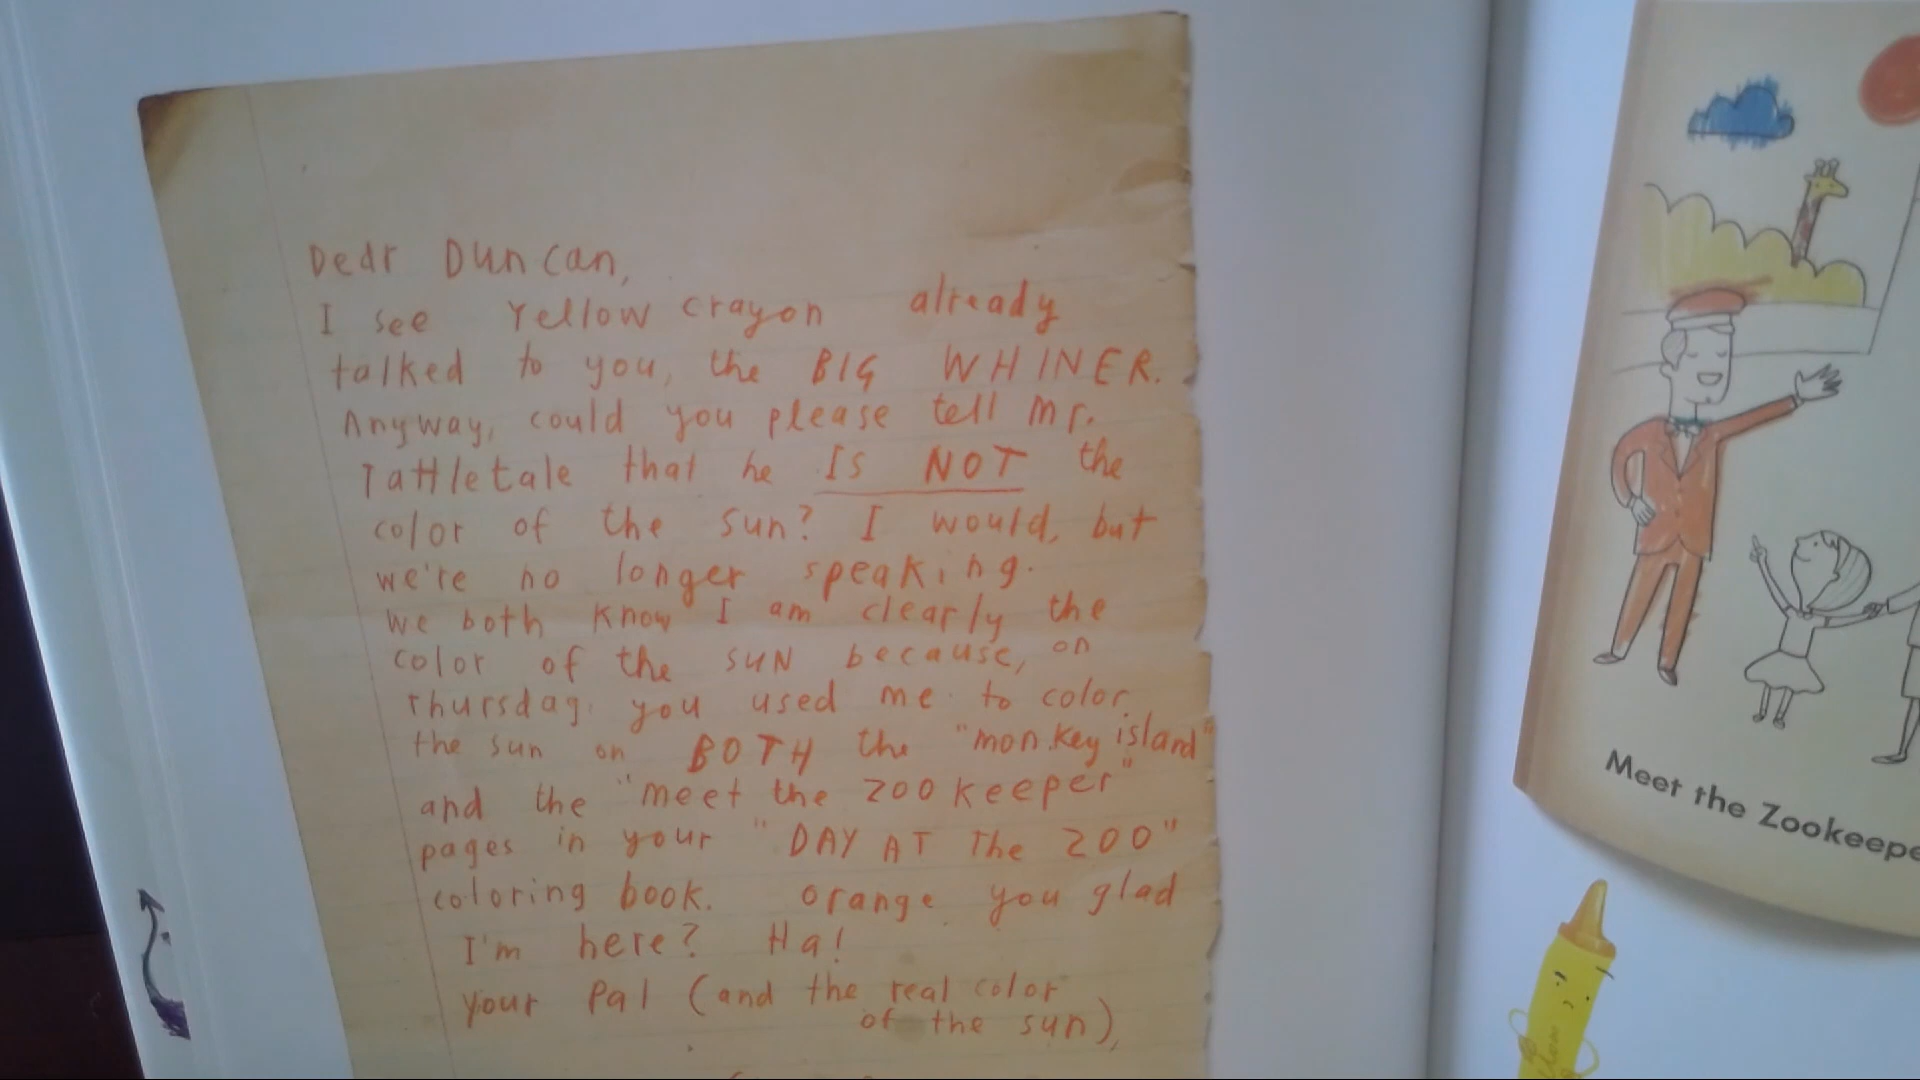 Dear Duncan,
I see Yellow crayon already
talked to you, the BIG WHINER.
Anyway, could you please tell Mr.
Tattletale that he IS NOT the
color of the sun? I would, but
we're no longer speaking.
we both know I am clearly the
color of the sun because, on
Thursday, you used me to color
the sun on BOTH the "monkey island"
and the "meet the zookeeper"
pages in your "DAY AT The ZOO"
coloring book. orange you glad
I'm here? Ha!
your Pal (and the real color
of the sun),
Meet the